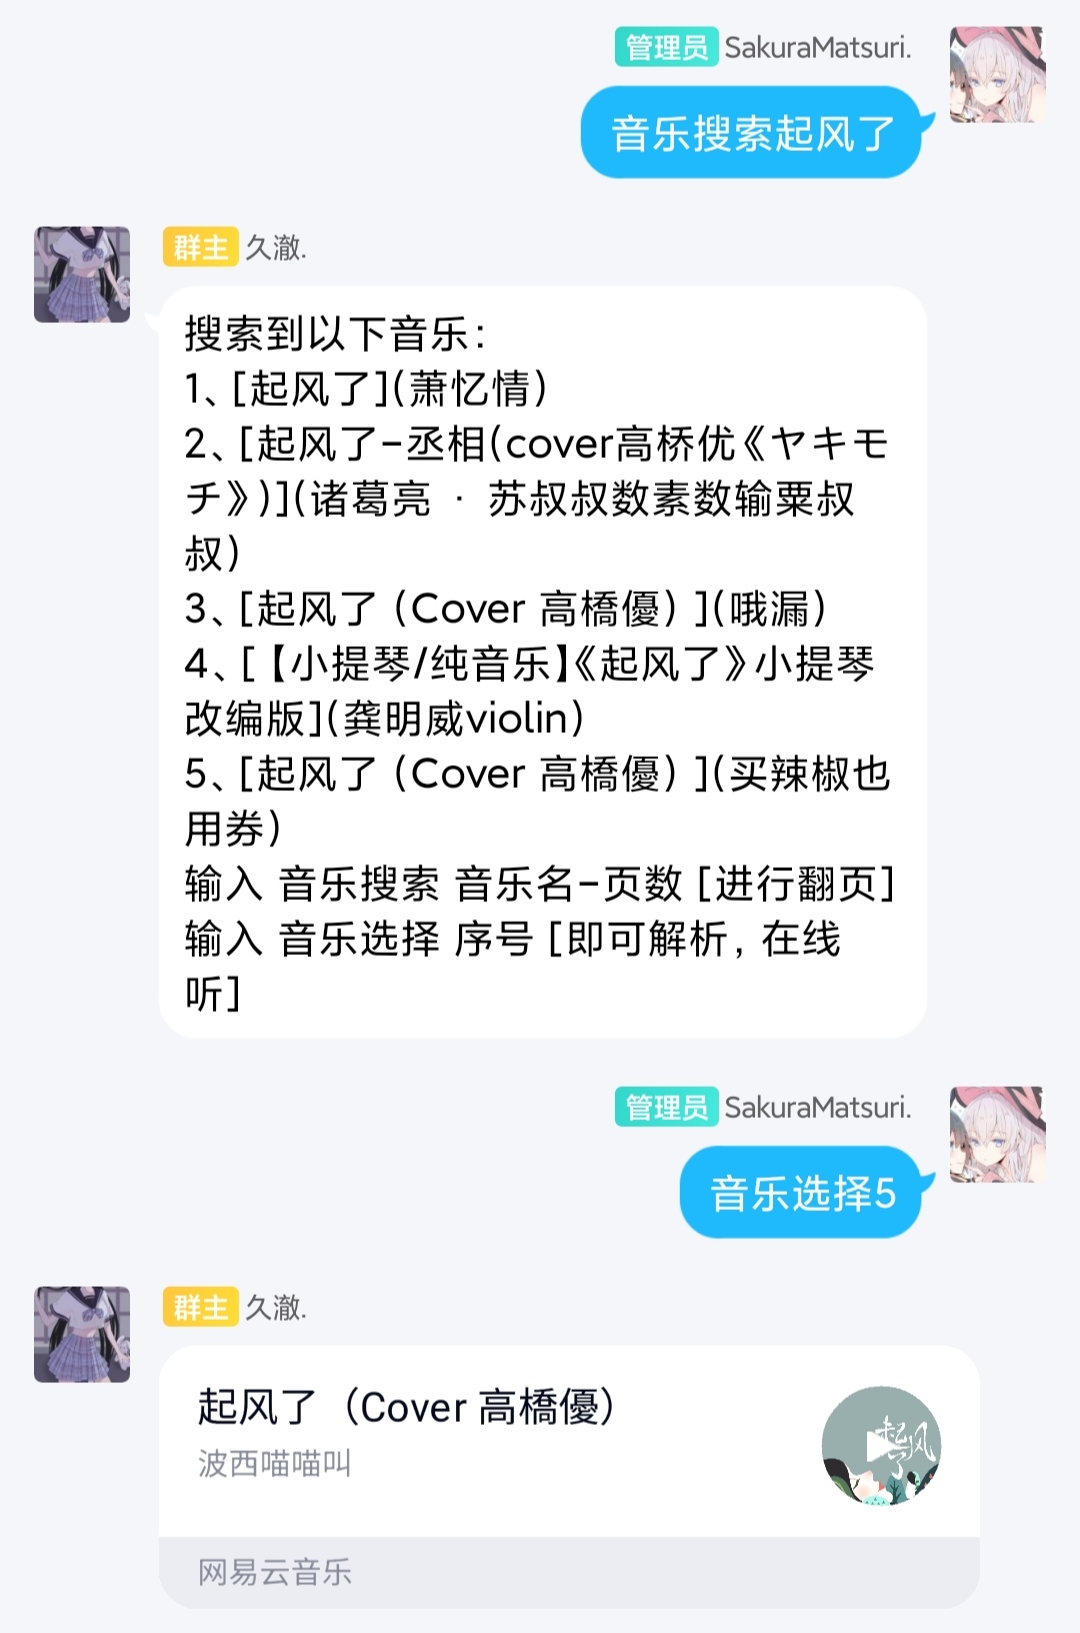 管理员 SakuraMatsuri.
音乐搜索起风了
群主 久澈.
搜索到以下音乐：
1、[起风了](萧忆情)
2、[起风了-丞相(cover高桥优《ヤキモ
チ》)](诸葛亮 · 苏叔叔数素数输粟叔
叔)
3、[起风了（Cover 高橋優）](哦漏)
4、[【小提琴/纯音乐】《起风了》小提琴
改编版](龚明威violin)
5、[起风了（Cover 高橋優）](买辣椒也
用券)
输入 音乐搜索 音乐名-页数 [进行翻页]
输入 音乐选择 序号 [即可解析，在线
听]
管理员 SakuraMatsuri.
音乐选择5
群主 久澈.
起风了（Cover 高橋優）
波西喵喵叫
起风了
网易云音乐